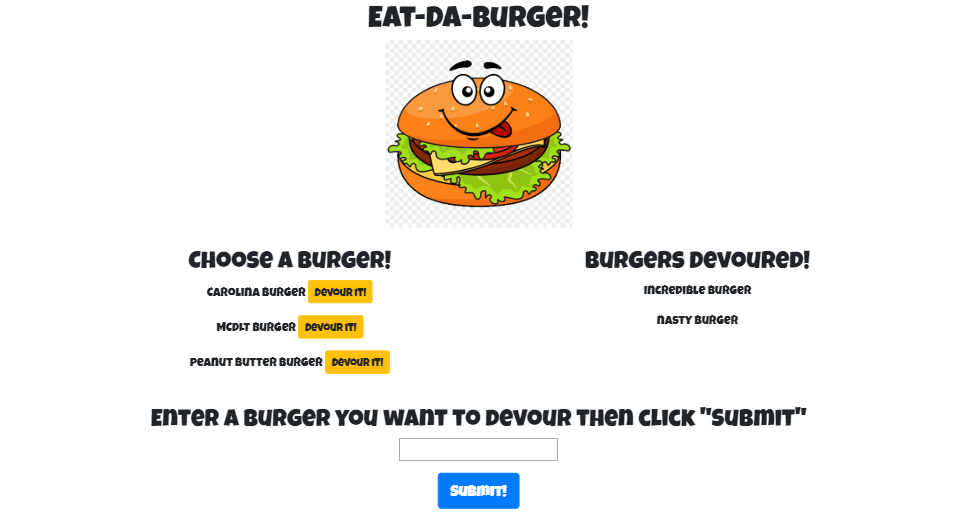 Eat-Da-Burger!
Choose a Burger!
Carolina Burger Devour it!
McDLT Burger Devour it!
Peanut Butter Burger Devour it!
Burgers Devoured!
Incredible Burger
Nasty Burger
Enter a burger you want to devour then click "Submit"
Submit!